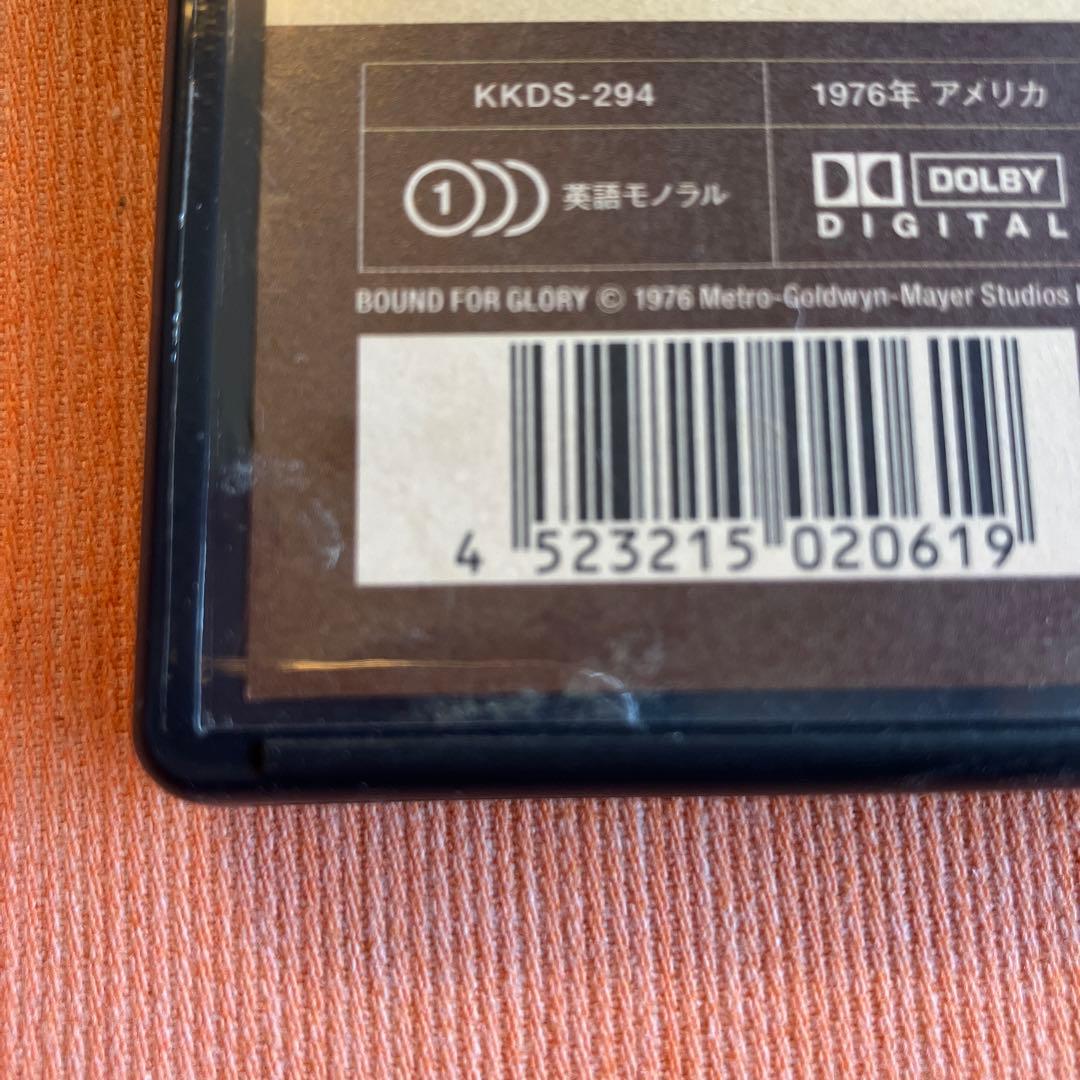 KKDS-294
1976年 アメリカ
1 英語モノラル
DOLBY
DIGITAL
BOUND FOR GLORY © 1976 Metro-Goldwyn-Mayer Studios
4 523215 020619